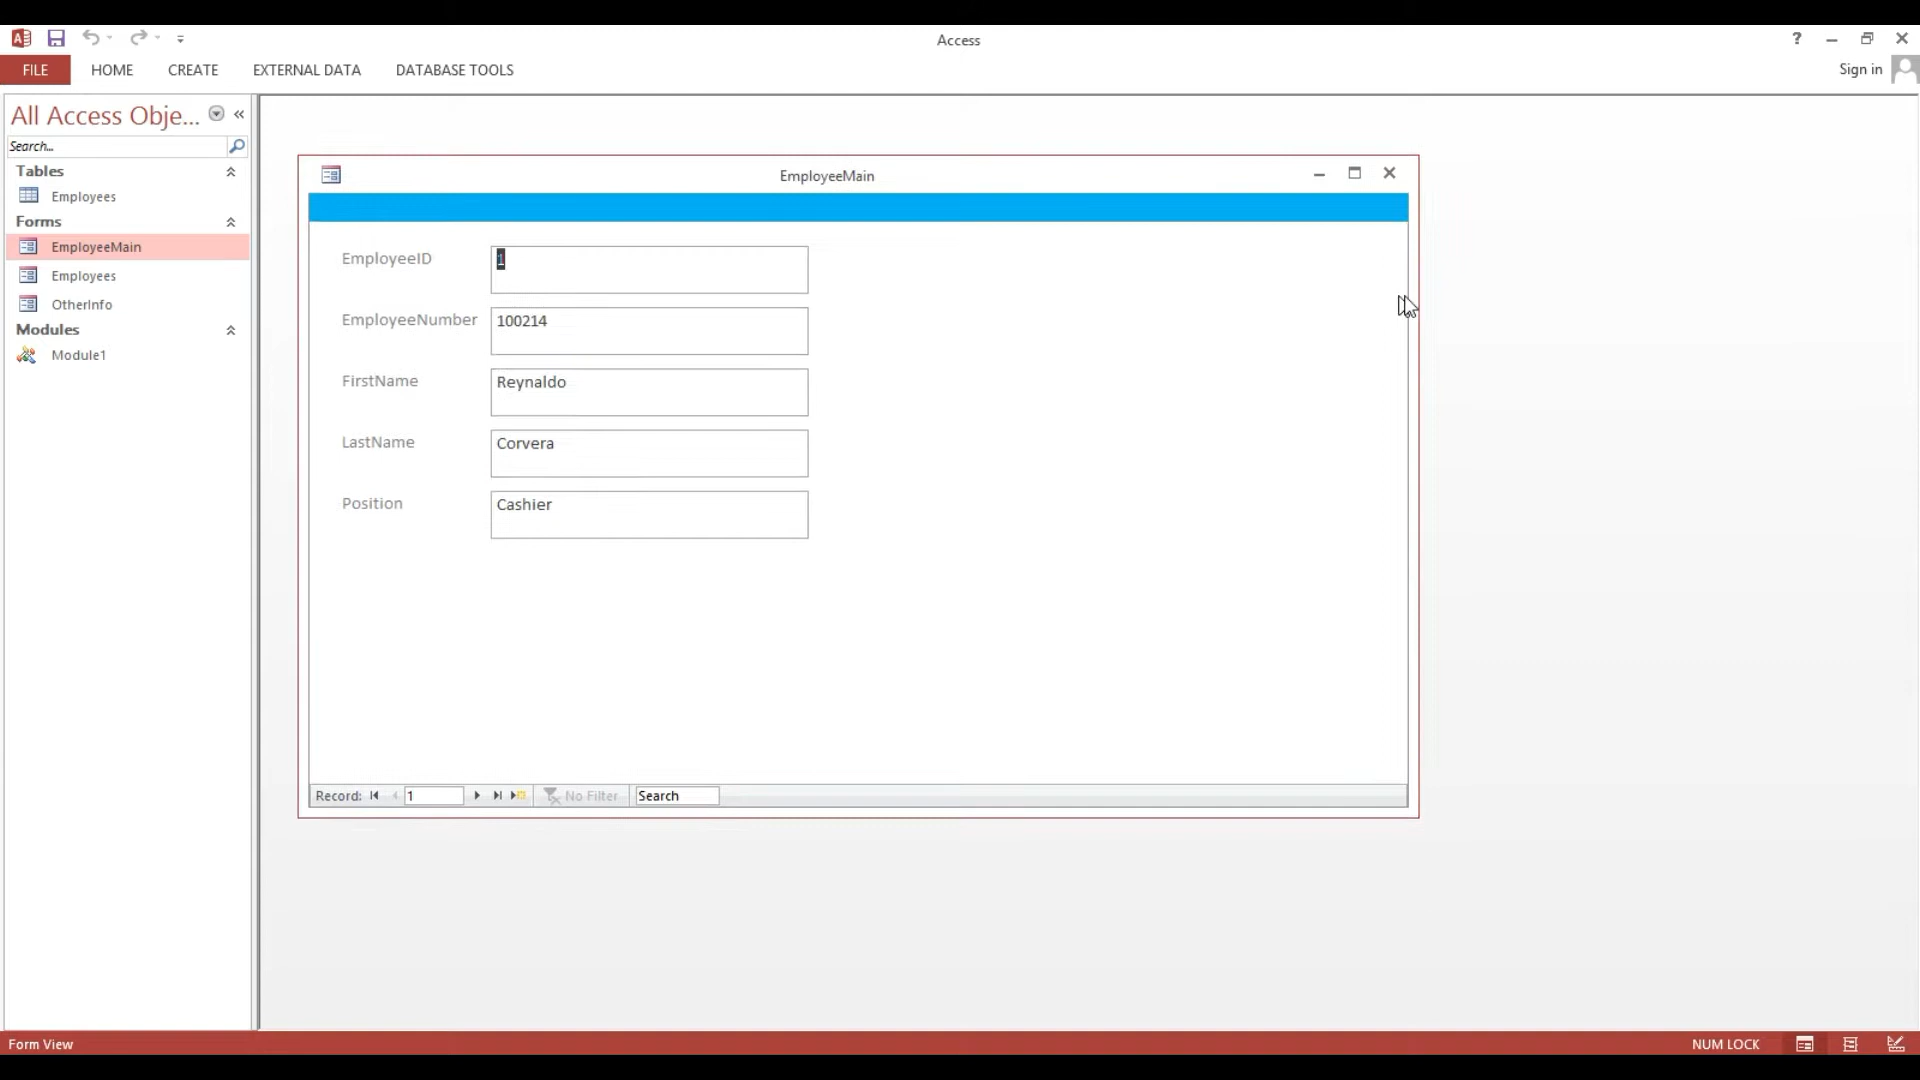 Access
?
FILE HOME CREATE EXTERNAL DATA DATABASE TOOLS Sign in
All Access Obje...
Search...
Tables
Employees
Forms
EmployeeMain
Employees
OtherInfo
Modules
Module1
EmployeeMain
EmployeeID 1
EmployeeNumber 100214
FirstName Reynaldo
LastName Corvera
Position Cashier
Record: 1 No Filter Search
Form View NUM LOCK